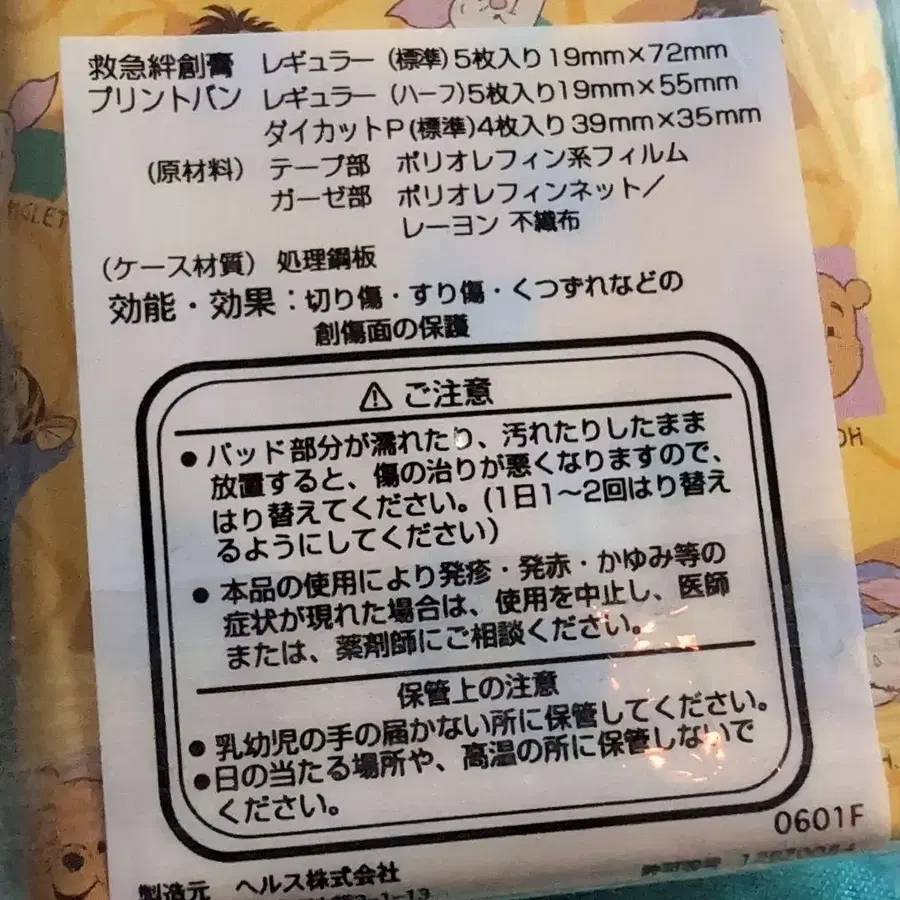 救急絆創膏 レギュラー(標準)5枚入り19mm×72mm
プリントバン レギュラー(ハーフ)5枚入り19mm×55mm
ダイカットP(標準)4枚入り39mm×35mm
(原材料) テープ部 ポリオレフィン系フィルム
ガーゼ部 ポリオレフィンネット/
レーヨン 不織布
(ケース材質) 処理鋼板
効能・効果:切り傷・すり傷・くつずれなどの
創傷面の保護
⚠ご注意
●パッド部分が濡れたり、汚れたりしたまま
放置すると、傷の治りが悪くなりますので、
はり替えてください。(1日1〜2回はり替え
るようにしてください)
●本品の使用により発疹・発赤・かゆみ等の
症状が現れた場合は、使用を中止し、医師
または、薬剤師にご相談ください。
保管上の注意
●乳幼児の手の届かない所に保管してください。
●日の当たる場所や、高温の所に保管しないで
ください。
0601F
製造元 ヘルス株式会社